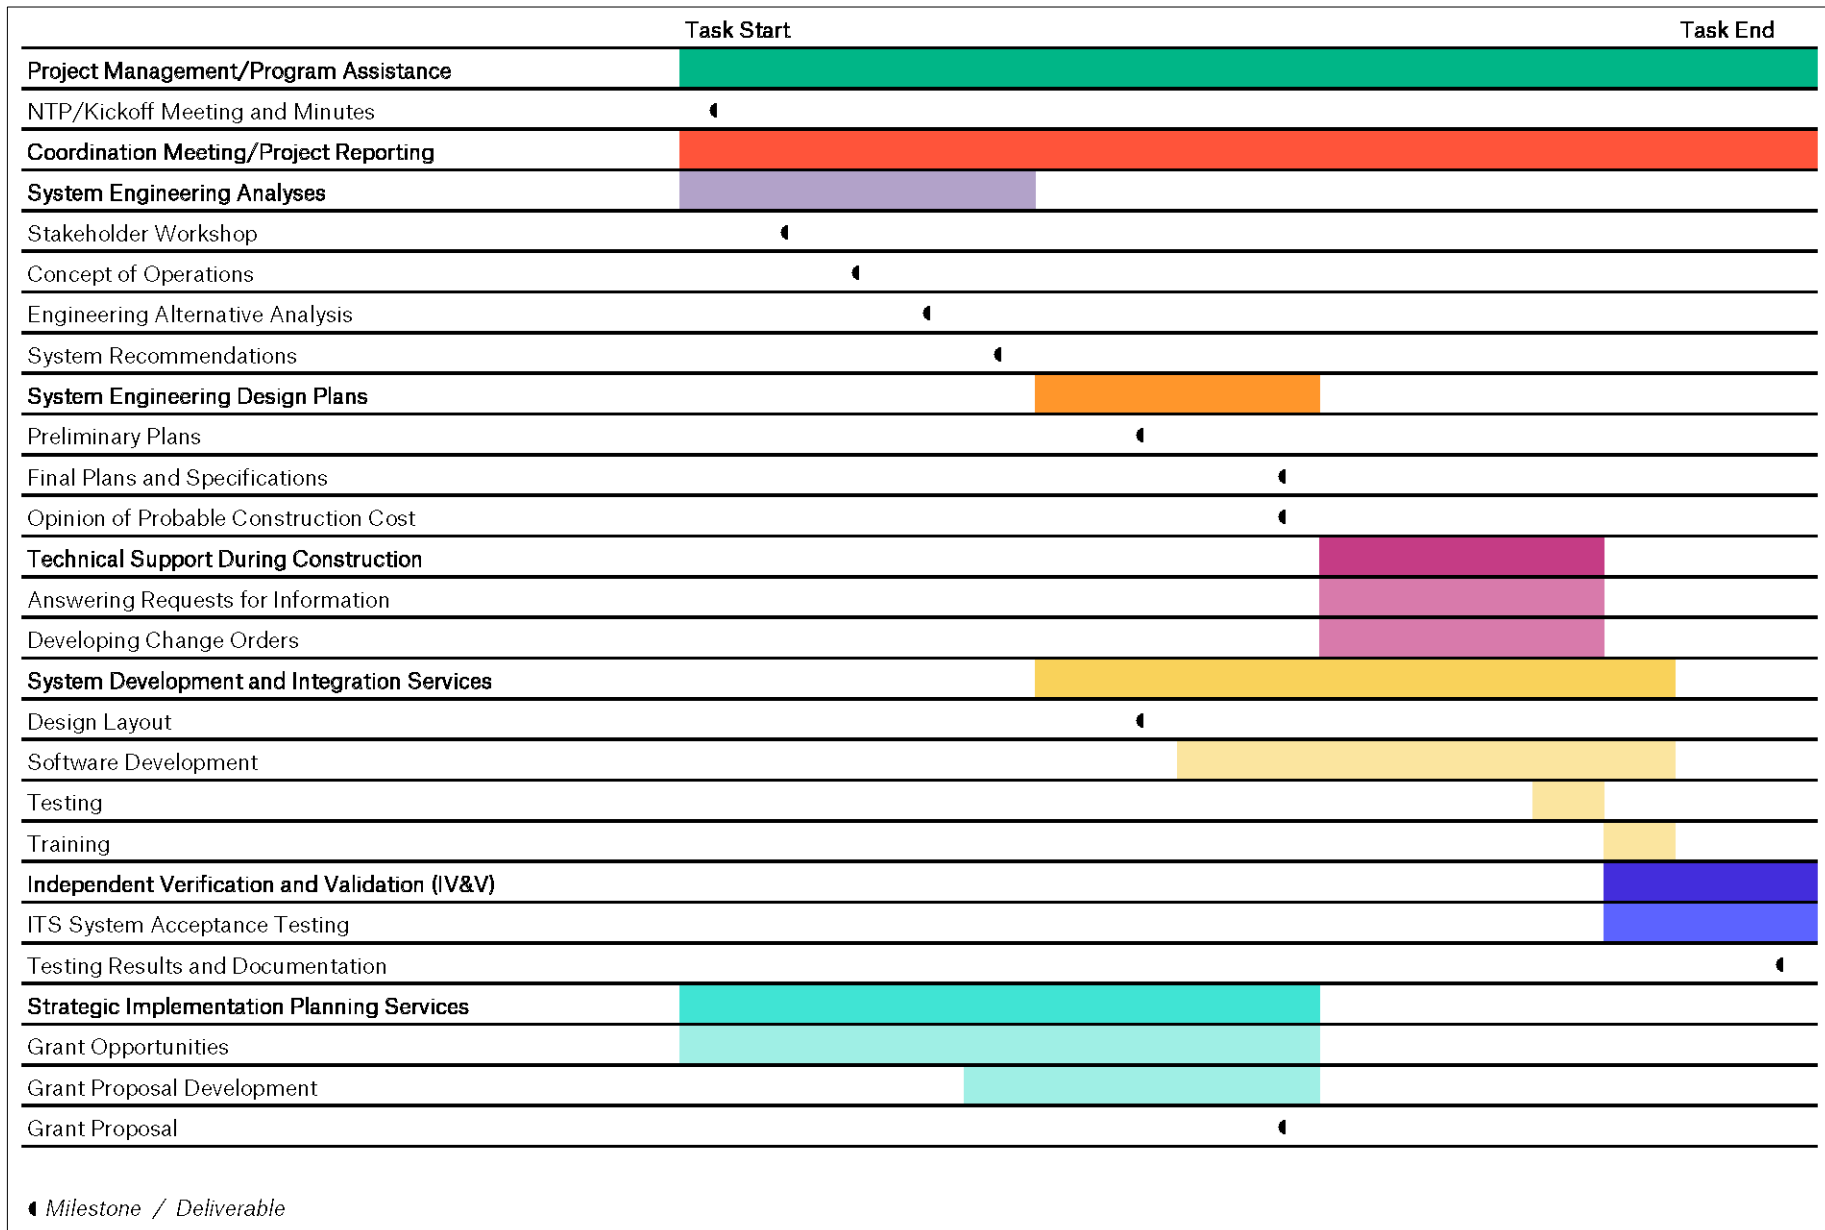 Task Start Task End
Project Management/Program Assistance
NTP/Kickoff Meeting and Minutes
Coordination Meeting/Project Reporting
System Engineering Analyses
Stakeholder Workshop
Concept of Operations
Engineering Alternative Analysis
System Recommendations
System Engineering Design Plans
Preliminary Plans
Final Plans and Specifications
Opinion of Probable Construction Cost
Technical Support During Construction
Answering Requests for Information
Developing Change Orders
System Development and Integration Services
Design Layout
Software Development
Testing
Training
Independent Verification and Validation (IV&V)
ITS System Acceptance Testing
Testing Results and Documentation
Strategic Implementation Planning Services
Grant Opportunities
Grant Proposal Development
Grant Proposal
Milestone / Deliverable